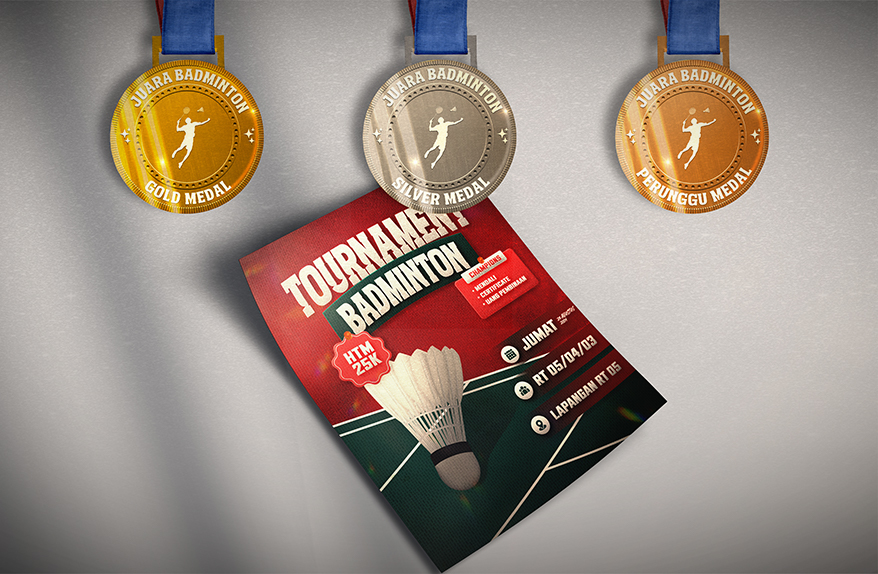 JUARA BADMINTON
GOLD MEDAL
JUARA BADMINTON
SILVER MEDAL
JUARA BADMINTON
PERUNGGU MEDAL
TOURNAMENT
BADMINTON
CHAMPIONS
• MENDALI
• CERTIFICATE
• UANG PEMBINAAN
HTM
25K
JUMAT
RT 05/04/03
LAPANGAN RT 05